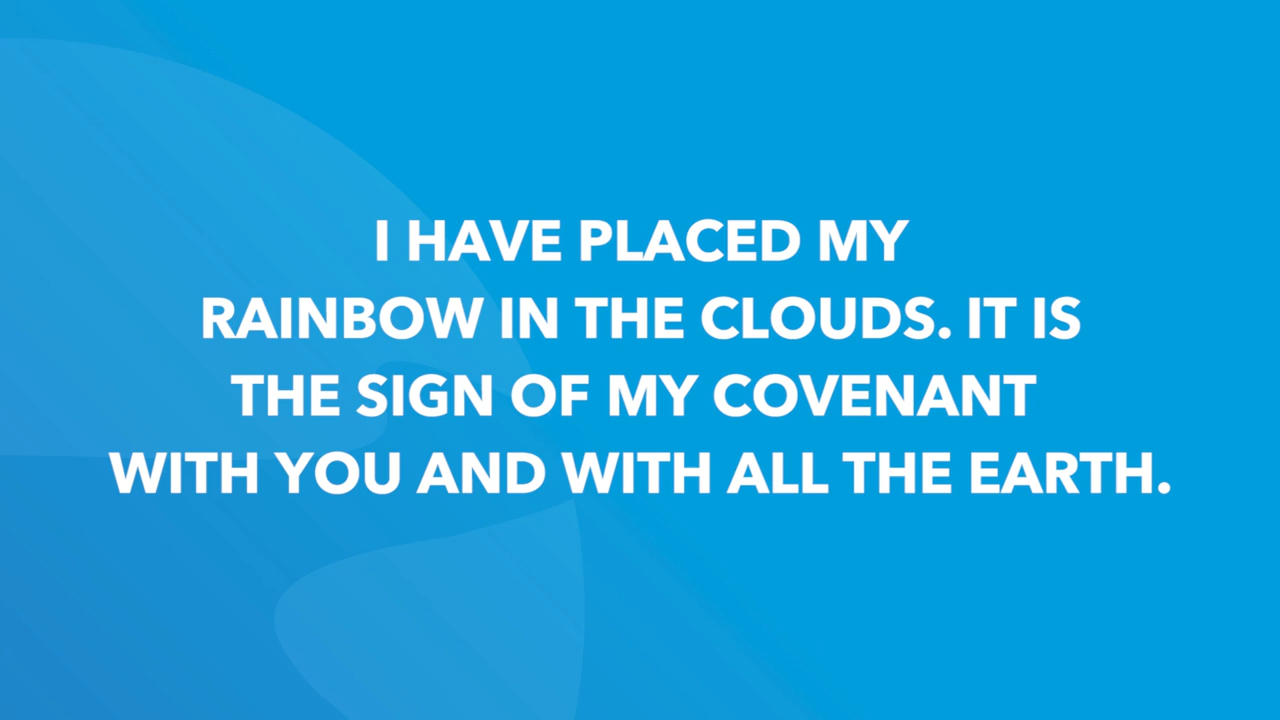 I HAVE PLACED MY
RAINBOW IN THE CLOUDS. IT IS
THE SIGN OF MY COVENANT
WITH YOU AND WITH ALL THE EARTH.